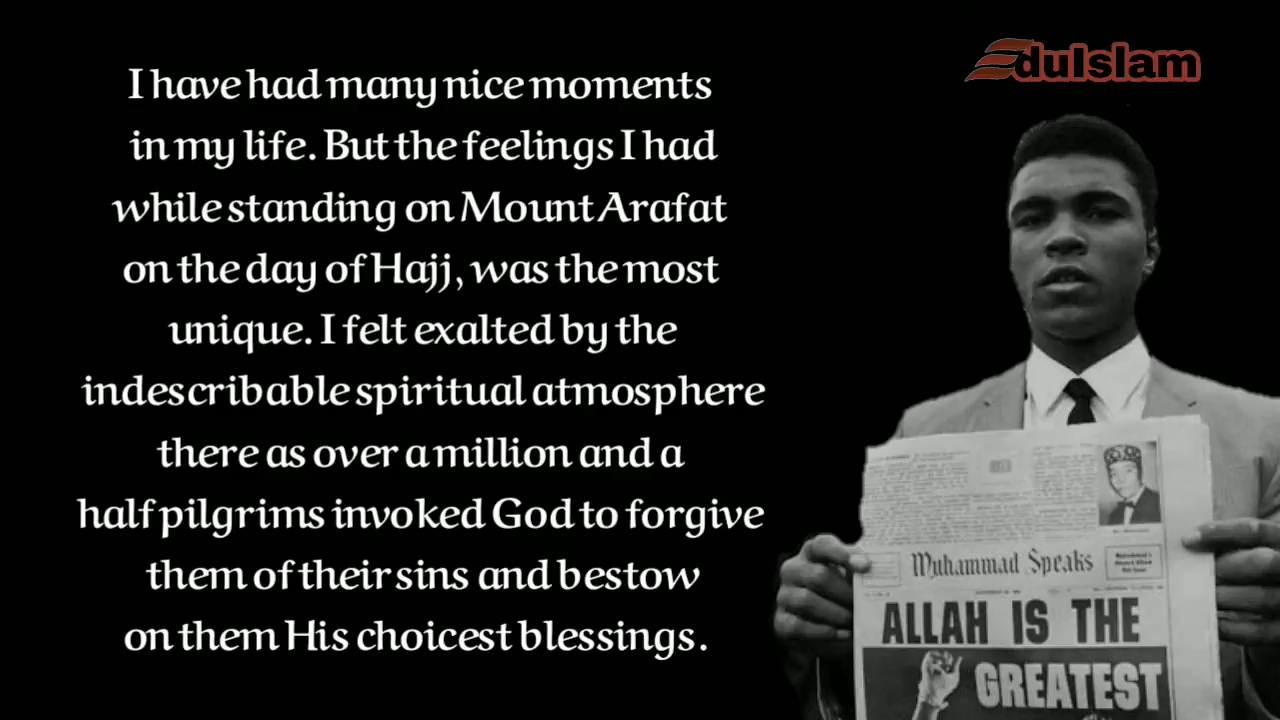 EduIslam
I have had many nice moments
in my life. But the feelings I had
while standing on Mount Arafat
on the day of Hajj, was the most
unique. I felt exalted by the
indescribable spiritual atmosphere
there as over a million and a
half pilgrims invoked God to forgive
them of their sins and bestow
on them His choicest blessings.
Muhammad Speaks
ALLAH IS THE
GREATEST